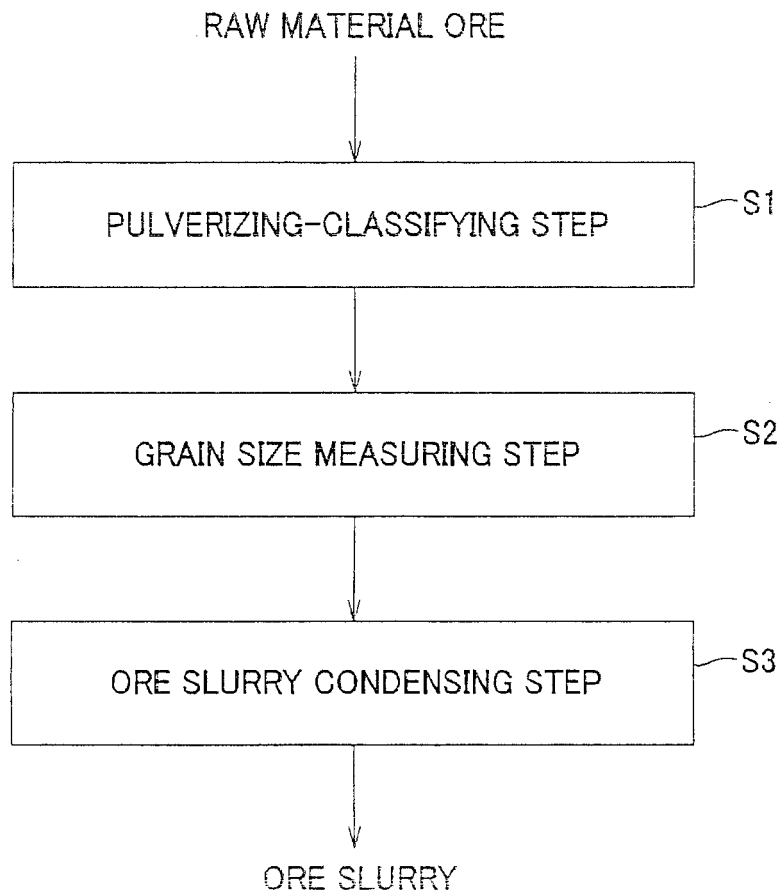 RAW MATERIAL ORE
PULVERIZING-CLASSIFYING STEP
S1
GRAIN SIZE MEASURING STEP
S2
ORE SLURRY CONDENSING STEP
S3
ORE SLURRY